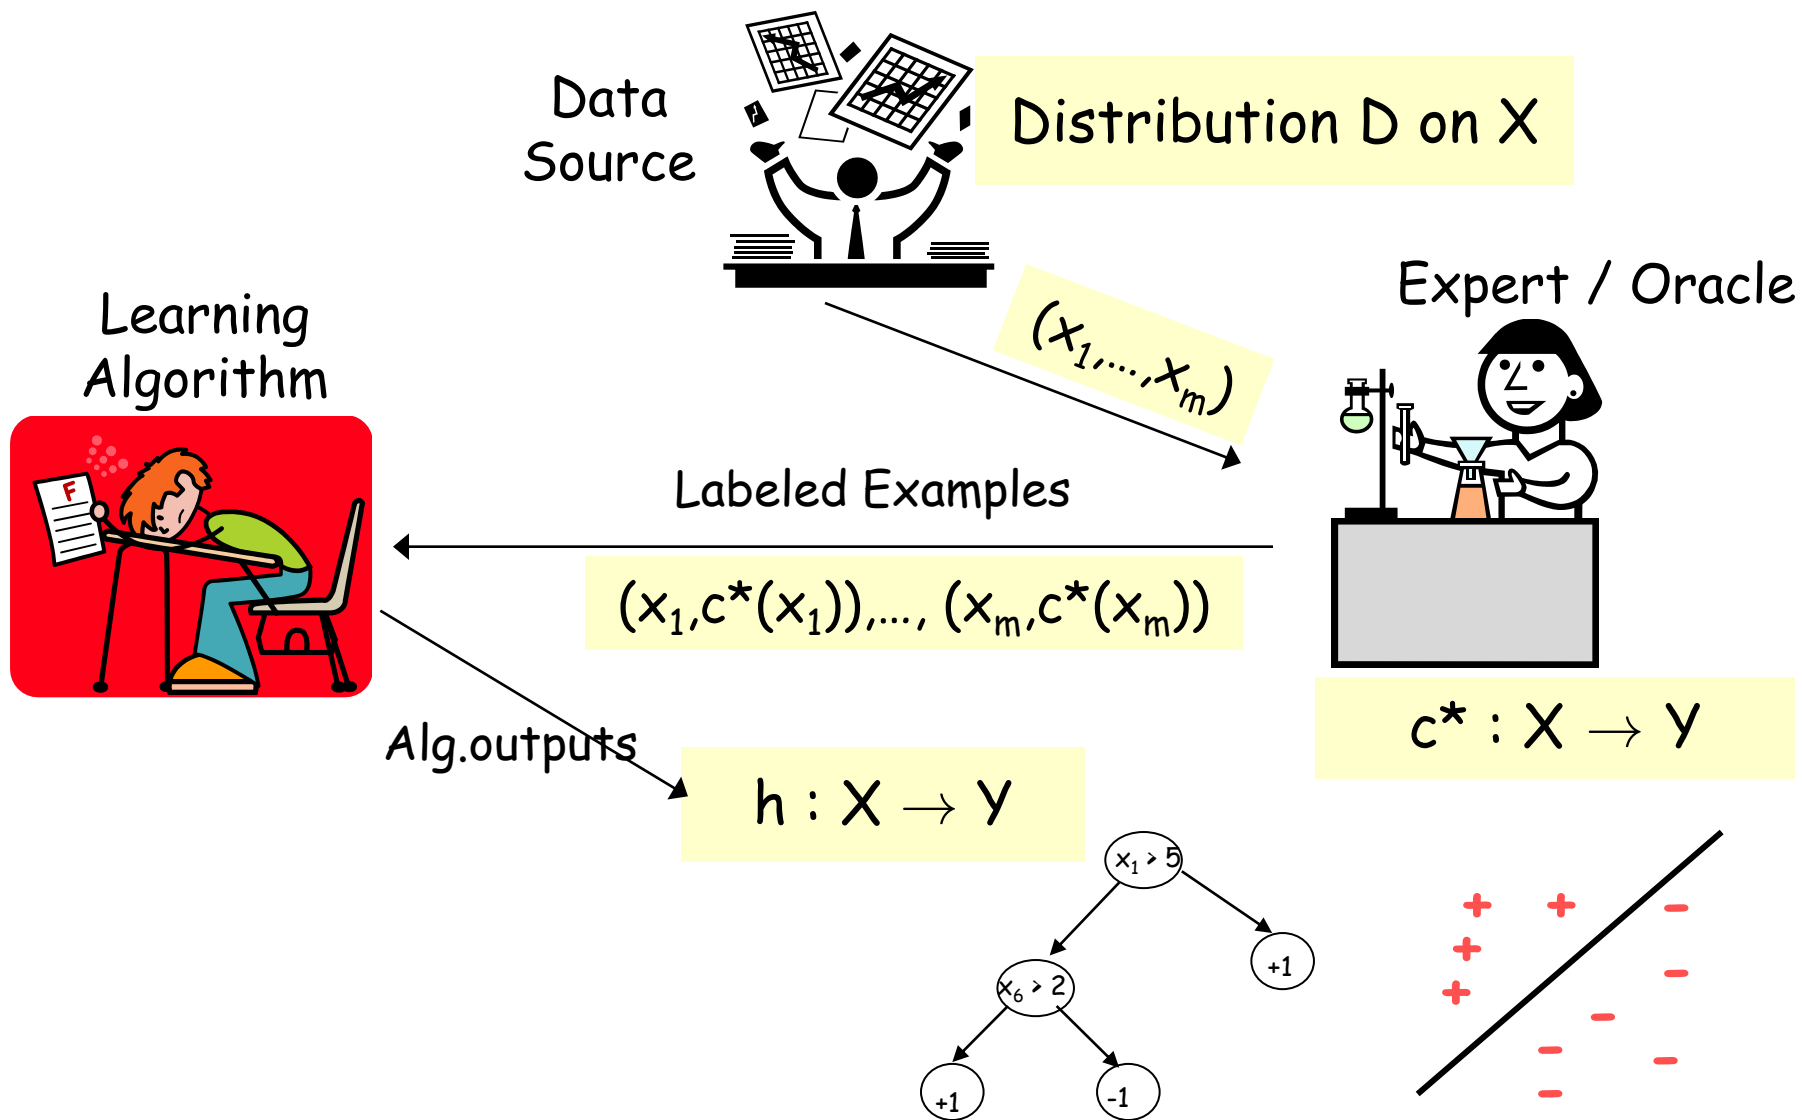 Data
Source
Distribution D on X
Expert / Oracle
Learning
Algorithm
(x₁,...,xₘ)
F
Labeled Examples
(x₁,c*(x₁)),..., (xₘ,c*(xₘ))
c* : X → Y
Alg.outputs
h : X → Y
x₁ > 5
+1
x₆ > 2
+1
-1
+ + -
+
-
+
-
-
-
-